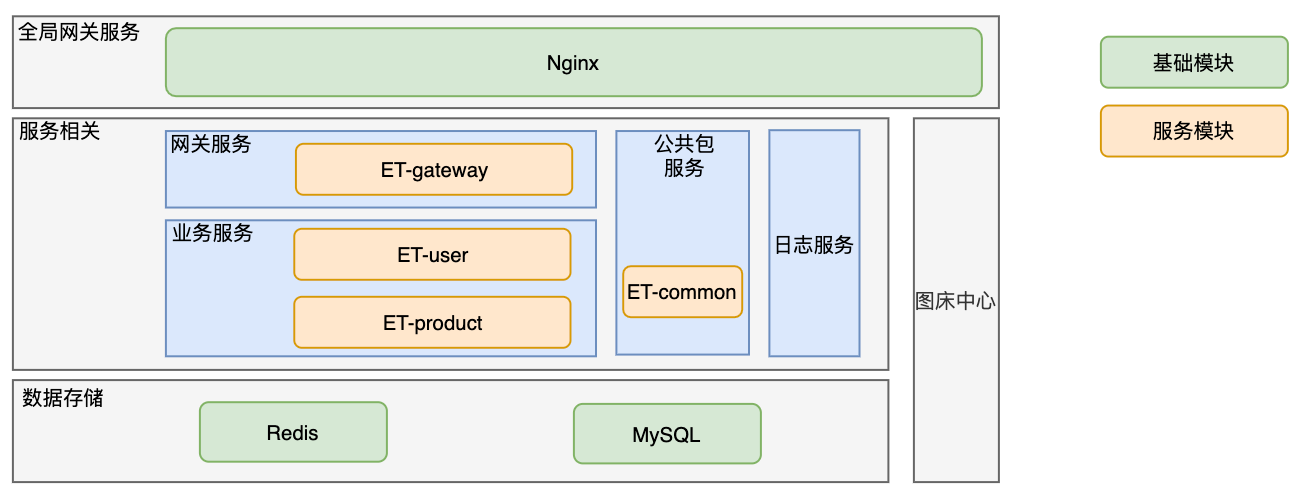 全局网关服务
Nginx
基础模块
服务模块
服务相关
网关服务
ET-gateway
业务服务
ET-user
ET-product
公共包
服务
ET-common
日志服务
图床中心
数据存储
Redis
MySQL